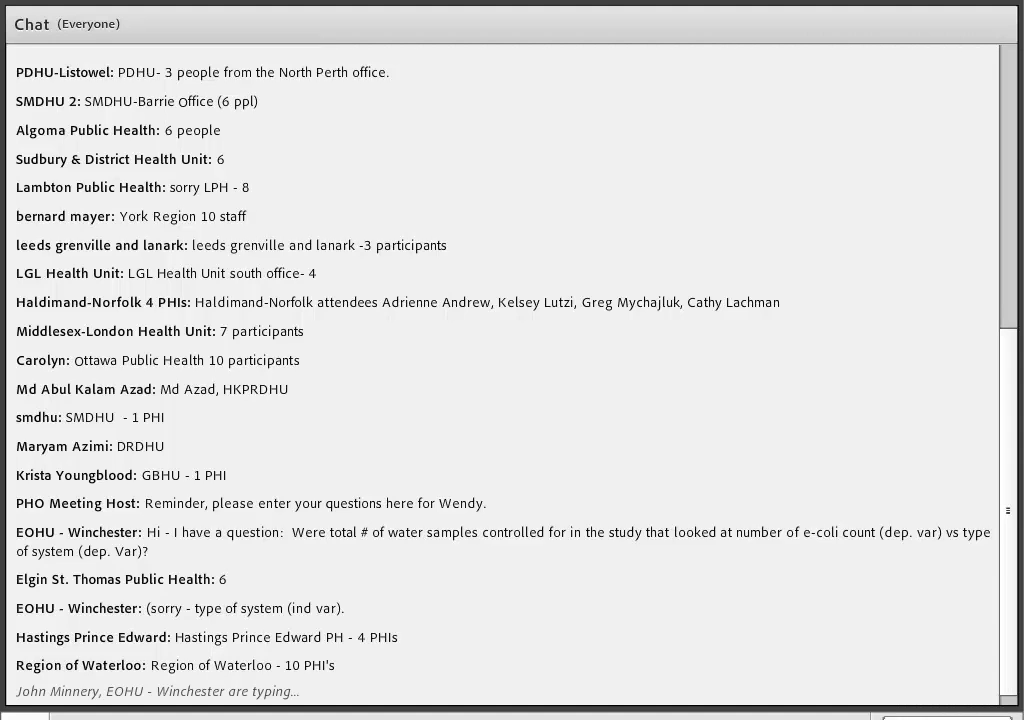 Chat (Everyone)
PDHU-Listowel: PDHU- 3 people from the North Perth office.
SMDHU 2: SMDHU-Barrie Office (6 ppl)
Algoma Public Health: 6 people
Sudbury & District Health Unit: 6
Lambton Public Health: sorry LPH - 8
bernard mayer: York Region 10 staff
leeds grenville and lanark: leeds grenville and lanark -3 participants
LGL Health Unit: LGL Health Unit south office- 4
Haldimand-Norfolk 4 PHIs: Haldimand-Norfolk attendees Adrienne Andrew, Kelsey Lutzi, Greg Mychajluk, Cathy Lachman
Middlesex-London Health Unit: 7 participants
Carolyn: Ottawa Public Health 10 participants
Md Abul Kalam Azad: Md Azad, HKPRDHU
smdhu: SMDHU  - 1 PHI
Maryam Azimi: DRDHU
Krista Youngblood: GBHU - 1 PHI
PHO Meeting Host: Reminder, please enter your questions here for Wendy.
EOHU - Winchester: Hi - I have a question:  Were total # of water samples controlled for in the study that looked at number of e-coli count (dep. var) vs type
of system (dep. Var)?
Elgin St. Thomas Public Health: 6
EOHU - Winchester: (sorry - type of system (ind var).
Hastings Prince Edward: Hastings Prince Edward PH - 4 PHIs
Region of Waterloo: Region of Waterloo - 10 PHI's
John Minnery, EOHU - Winchester are typing...